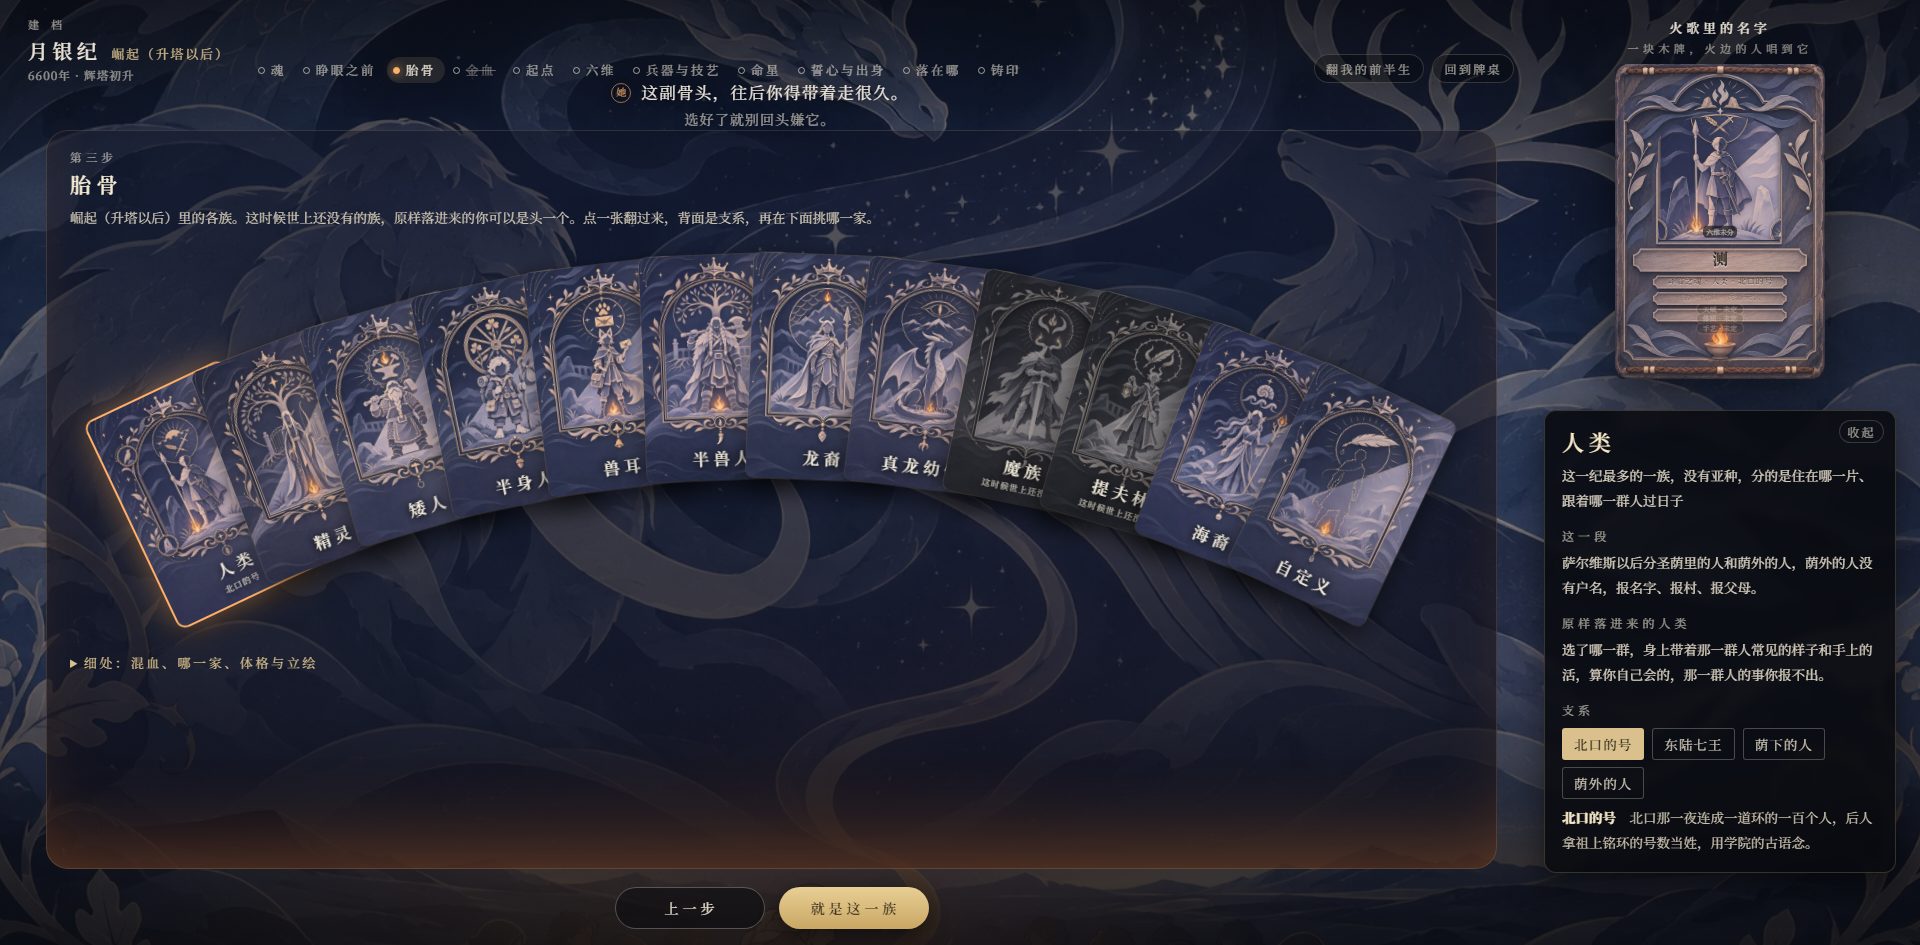 建 档
月银纪 崛起（升塔以后）
6600年 · 辉塔初升
魂 睁眼之前 胎骨 金血 起点 六维 兵器与技艺 命星 誓心与出身 落在哪 铸印
翻我的前半生 回到牌桌
她 这副骨头，往后你得带着走很久。
选好了就别回头嫌它。
第三步
胎骨
崛起（升塔以后）里的各族。这时候世上还没有的族，原样落进来的你可以是头一个。点一张翻过来，背面是支系，再在下面挑哪一家。
人类
北口的号
精灵
矮人
半身人
兽耳
半兽人
龙裔
真龙幼
魔族
这时候世上还没
提夫林
这时候世上还没
海裔
自定义
细处：混血、哪一家、体格与立绘
上一步 就是这一族
火歌里的名字
一块木牌，火边的人唱到它
六维未分
测
人类
收起
这一纪最多的一族，没有亚种，分的是住在哪一片、
跟着哪一群人过日子
这一段
萨尔维斯以后分圣荫里的人和荫外的人，荫外的人没
有户名，报名字、报村、报父母。
原样落进来的人类
选了哪一群，身上带着那一群人常见的样子和手上的
活，算你自己会的，那一群人的事你报不出。
支系
北口的号 东陆七王 荫下的人
荫外的人
北口的号 北口那一夜连成一道环的一百个人，后人
拿祖上铭环的号数当姓，用学院的古语念。